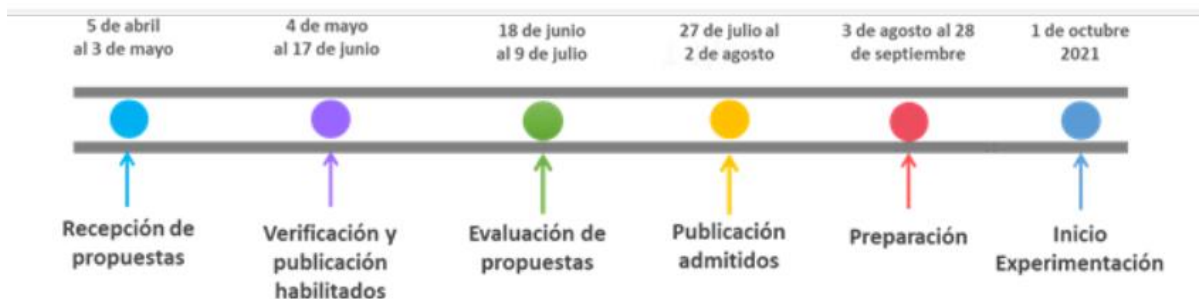 5 de abril
al 3 de mayo
4 de mayo
al 17 de junio
18 de junio
al 9 de julio
27 de julio al
2 de agosto
3 de agosto al 28
de septiembre
1 de octubre
2021
Recepción de
propuestas
Verificación y
publicación
habilitados
Evaluación de
propuestas
Publicación
admitidos
Preparación
Inicio
Experimentación